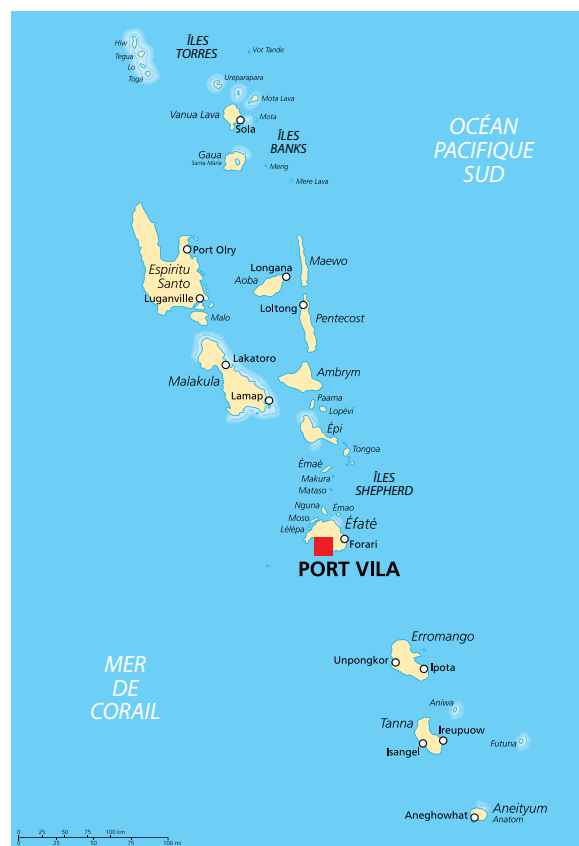 Hiw
ÎLES
TORRES
Vot Tande
Tegua
Lo
Toga
Ureparapara
Mota Lava
Vanua Lava
Mota
Sola
ÎLES
BANKS
OCÉAN
PACIFIQUE
SUD
Gaua
Santa Maria
Merig
Mere Lava
Port Olry
Espiritu
Santo
Longana
Maewo
Aoba
Luganville
Loltong
Malo
Pentecost
Lakatoro
Malakula
Ambrym
Lamap
Paama
Lopévi
Épi
Tongoa
Émaé
Makura
Mataso
ÎLES
SHEPHERD
Nguna
Émao
Moso
Lélépa
Éfaté
Forari
PORT VILA
Erromango
Unpongkor
Ipota
MER
DE
CORAIL
Aniwa
Tanna
Ireupuow
Isangel
Futuna
Aneghowhat
Aneityum
Anatom
0 25 50 75 100 km
0 25 50 75 100 mi